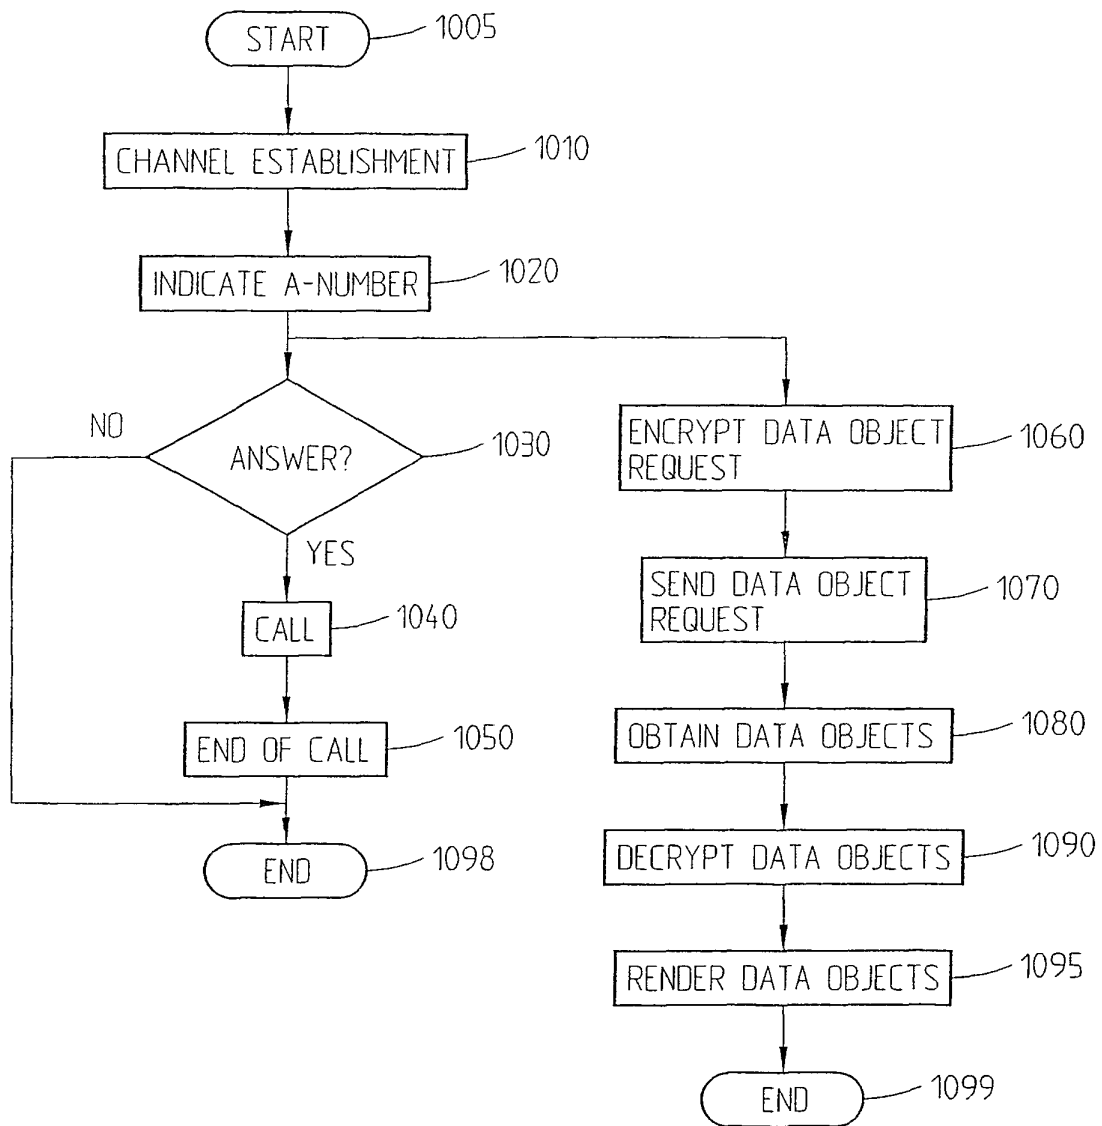 START
1005
CHANNEL ESTABLISHMENT
1010
INDICATE A-NUMBER
1020
NO
ANSWER?
1030
YES
CALL
1040
END OF CALL
1050
END
1098
ENCRYPT DATA OBJECT
REQUEST
1060
SEND DATA OBJECT
REQUEST
1070
OBTAIN DATA OBJECTS
1080
DECRYPT DATA OBJECTS
1090
RENDER DATA OBJECTS
1095
END
1099